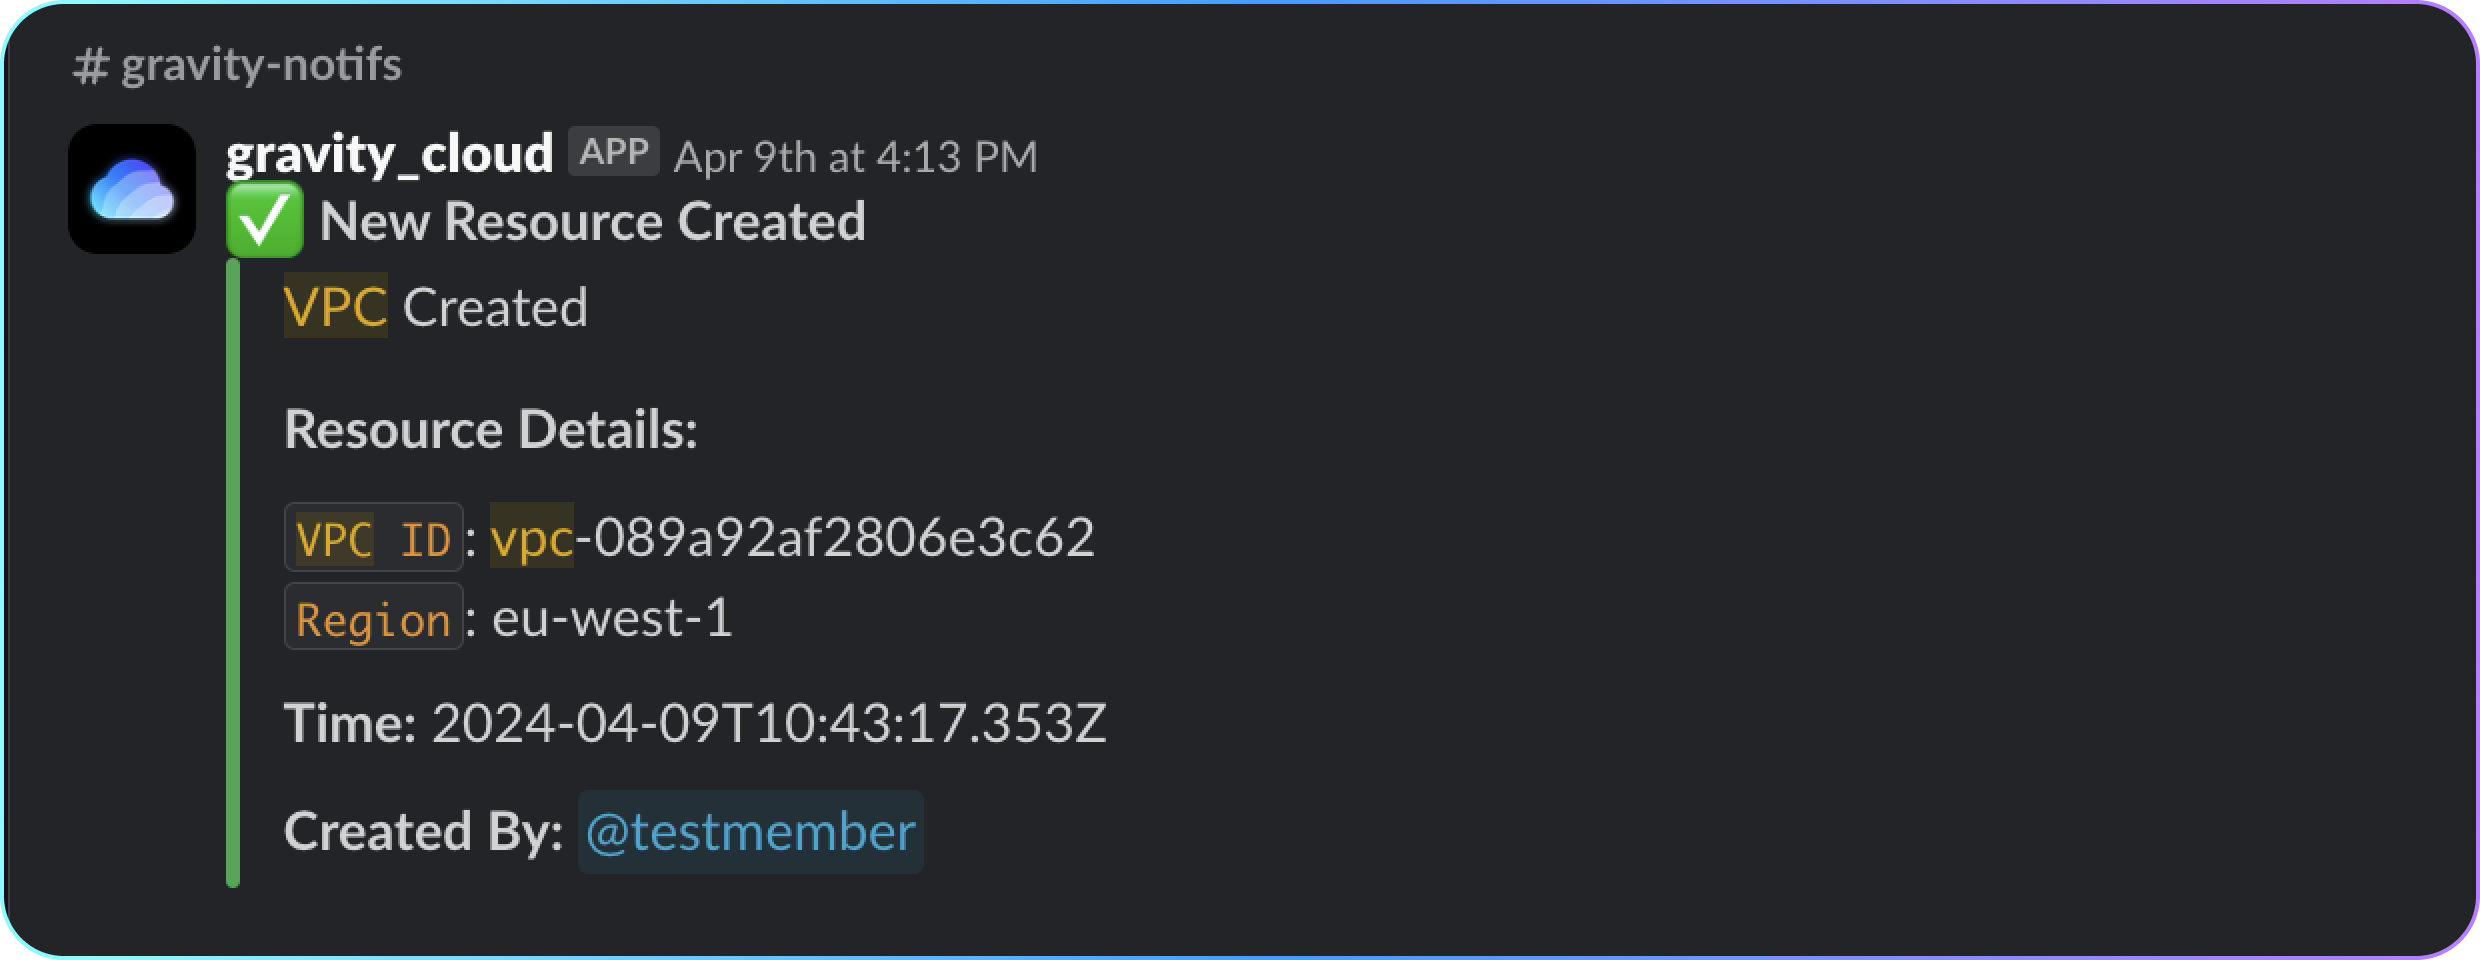 # gravity-notifs
gravity_cloud APP Apr 9th at 4:13 PM
✅ New Resource Created
VPC Created
Resource Details:
VPC ID: vpc-089a92af2806e3c62
Region: eu-west-1
Time: 2024-04-09T10:43:17.353Z
Created By: @testmember